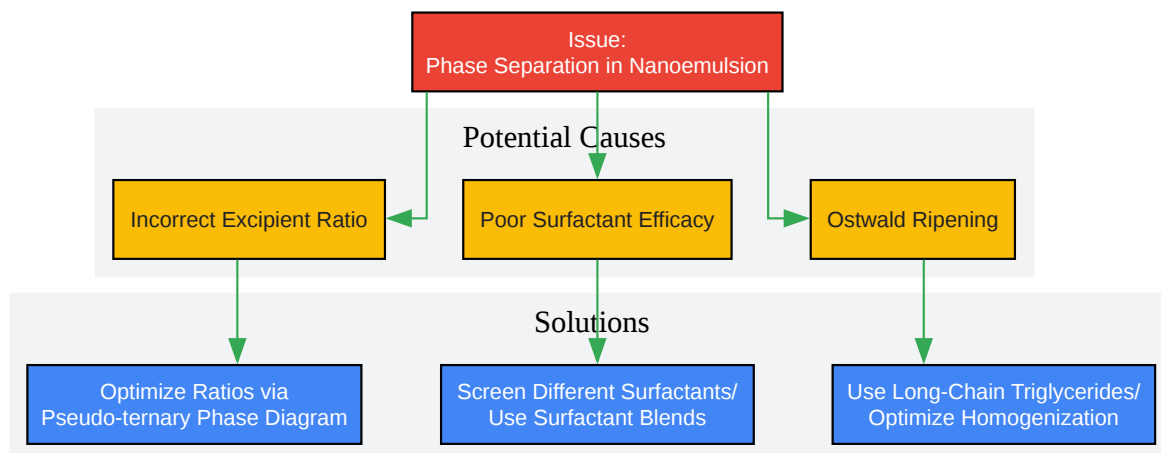 Issue:
Phase Separation in Nanoemulsion
Potential Causes
Incorrect Excipient Ratio
Poor Surfactant Efficacy
Ostwald Ripening
Solutions
Optimize Ratios via
Pseudo-ternary Phase Diagram
Screen Different Surfactants/
Use Surfactant Blends
Use Long-Chain Triglycerides/
Optimize Homogenization